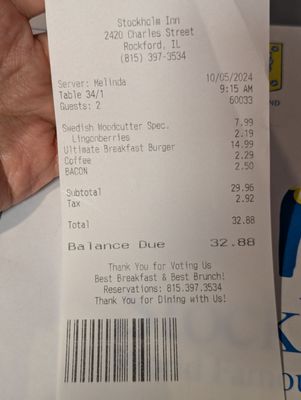 Stockholm Inn
2420 Charles Street
Rockford, IL
(815) 397-3534
Server: Melinda 10/05/2024
Table 34/1 9:15 AM
Guests: 2 60033
Swedish Woodcutter Spec. 7.99
Lingonberries 2.19
Ultimate Breakfast Burger 14.99
Coffee 2.29
BACON 2.50
Subtotal 29.96
Tax 2.92
Total 32.88
Balance Due 32.88
Thank You for Voting Us
Best Breakfast & Best Brunch!
Reservations: 815.397.3534
Thank You for Dining with Us!